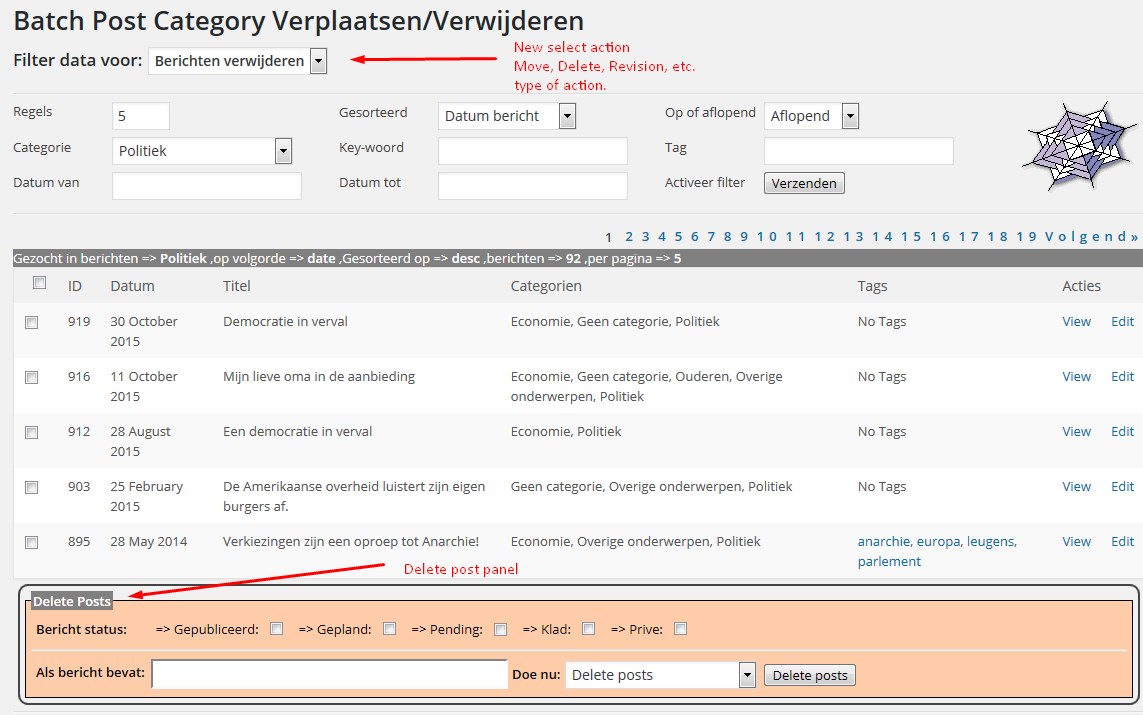 Batch Post Category Verplaatsen/Verwijderen
Filter data voor: Berichten verwijderen
New select action
Move, Delete, Revision, etc.
type of action.
Regels 5 Gesorteerd Datum bericht Op of aflopend Aflopend
Categorie Politiek Key-woord Tag
Datum van Datum tot Activeer filter Verzenden
1 2 3 4 5 6 7 8 9 10 11 12 13 14 15 16 17 18 19 Volgend»
Gezocht in berichten => Politiek ,op volgorde => date ,Gesorteerd op => desc ,berichten => 92 ,per pagina => 5
ID Datum Titel Categorien Tags Acties
919 30 October 2015 Democratie in verval Economie, Geen categorie, Politiek No Tags View Edit
916 11 October 2015 Mijn lieve oma in de aanbieding Economie, Geen categorie, Ouderen, Overige onderwerpen, Politiek No Tags View Edit
912 28 August 2015 Een democratie in verval Economie, Politiek No Tags View Edit
903 25 February 2015 De Amerikaanse overheid luistert zijn eigen burgers af. Geen categorie, Overige onderwerpen, Politiek No Tags View Edit
895 28 May 2014 Verkiezingen zijn een oproep tot Anarchie! Economie, Overige onderwerpen, Politiek anarchie, europa, leugens, parlement View Edit
Delete post panel
Delete Posts
Bericht status: => Gepubliceerd: => Gepland: => Pending: => Klad: => Prive:
Als bericht bevat: Doe nu: Delete posts Delete posts